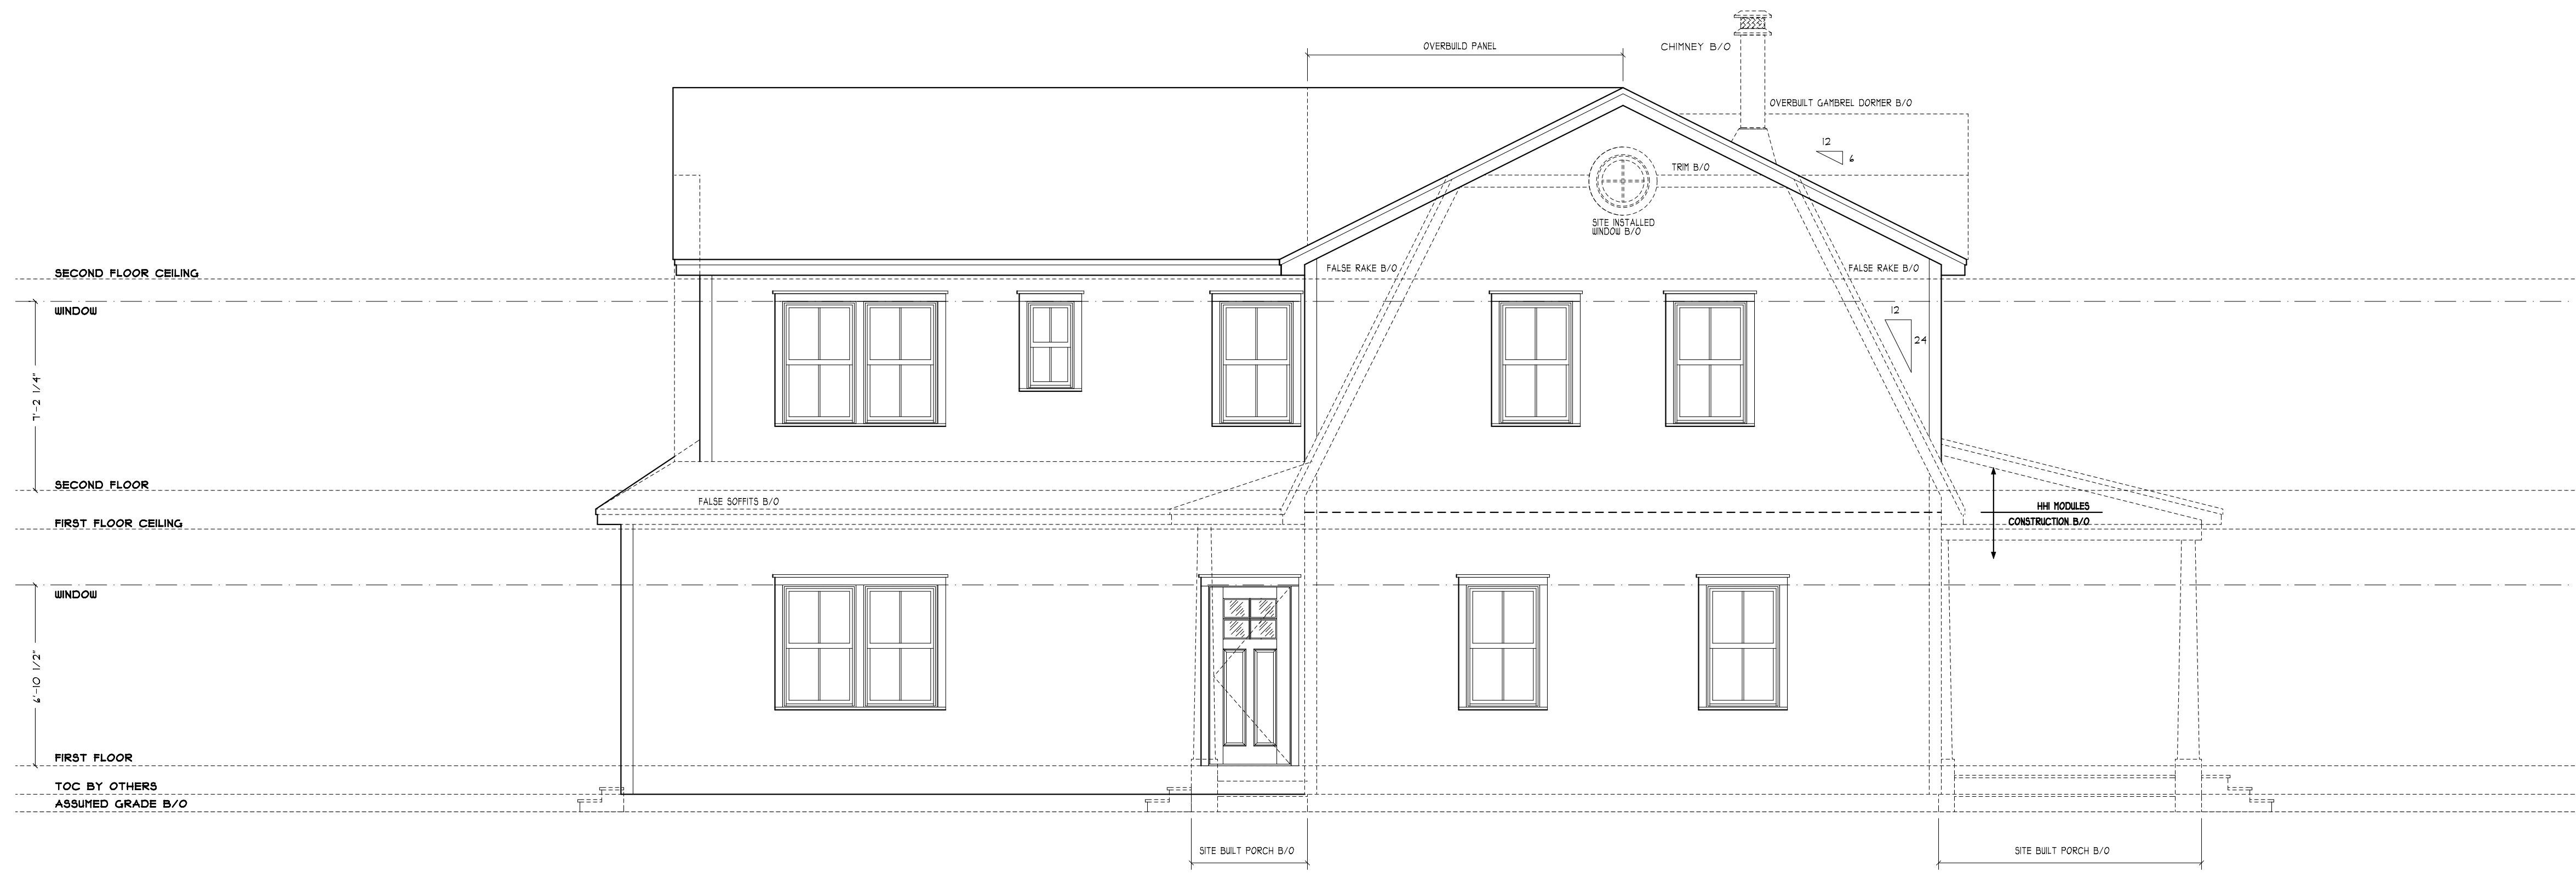 OVERBUILD PANEL
CHIMNEY B/O
OVERBUILT GAMBREL DORMER B/O
12
6
TRIM B/O
SITE INSTALLED
WINDOW B/O
SECOND FLOOR CEILING
FALSE RAKE B/O
FALSE RAKE B/O
WINDOW
12
24
7'-2 1/4"
SECOND FLOOR
FALSE SOFFITS B/O
HHI MODULES
CONSTRUCTION B/O
FIRST FLOOR CEILING
WINDOW
6'-10 1/2"
FIRST FLOOR
TOC BY OTHERS
ASSUMED GRADE B/O
SITE BUILT PORCH B/O
SITE BUILT PORCH B/O